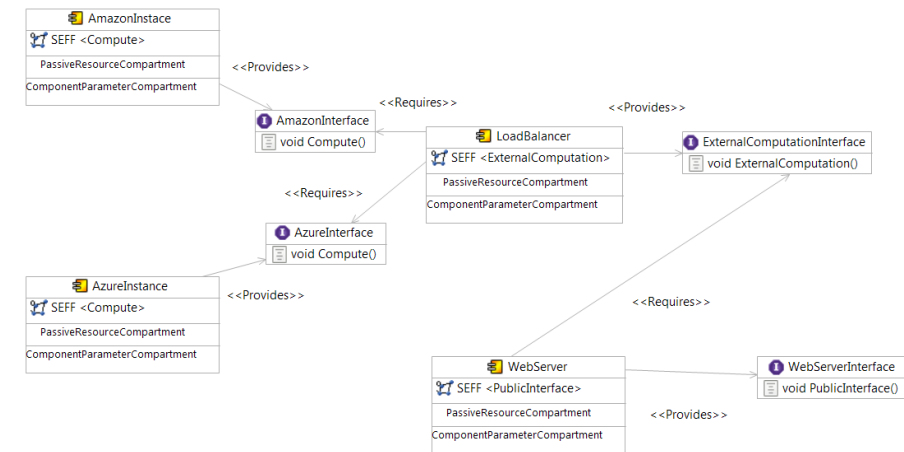 AmazonInstace
SEFF <Compute>
PassiveResourceCompartment
ComponentParameterCompartment
<<Provides>>
AmazonInterface
void Compute()
<<Requires>>
LoadBalancer
SEFF <ExternalComputation>
PassiveResourceCompartment
ComponentParameterCompartment
<<Provides>>
ExternalComputationInterface
void ExternalComputation()
<<Requires>>
AzureInterface
void Compute()
AzureInstance
SEFF <Compute>
PassiveResourceCompartment
ComponentParameterCompartment
<<Provides>>
<<Requires>>
WebServer
SEFF <PublicInterface>
PassiveResourceCompartment
ComponentParameterCompartment
<<Provides>>
WebServerInterface
void PublicInterface()